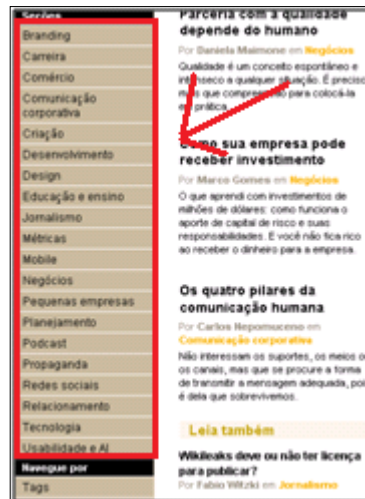 Seções
Branding
Carreira
Comércio
Comunicação
corporativa
Criação
Desenvolvimento
Design
Educação e ensino
Jornalismo
Métricas
Mobile
Negócios
Pequenas empresas
Planejamento
Podcast
Propaganda
Redes sociais
Relacionamento
Tecnologia
Usabilidade e AI
Navegue por
Tags
Parceria com a qualidade
depende do humano
Por Daniela Maimone em Negócios
Qualidade é um conceito espontâneo e
intrínseco a qualquer situação. É preciso
mais que compreensão para colocá-la
em prática.
Como sua empresa pode
receber investimento
Por Marco Gomes em Negócios
O que aprendi com investimentos de
milhões de dólares: como funciona o
aporte de capital de risco e suas
responsabilidades. E você não fica rico
ao receber o dinheiro para a empresa.
Os quatro pilares da
comunicação humana
Por Carlos Nepomuceno em
Comunicação corporativa
Não interessam os suportes, os meios o
os canais, mas que se procure a forma
de transmitir a mensagem adequada, poi
é dela que sobrevivemos.
Leia também
Wikileaks deve ou não ter licença
para publicar?
Por Fabio Witzki em Jornalismo